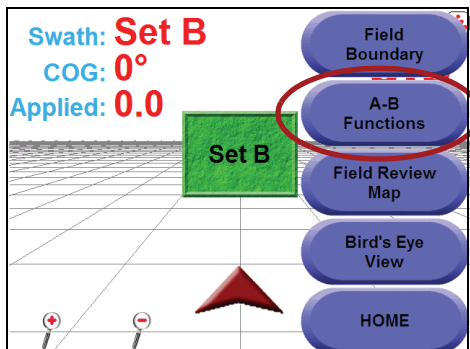 Swath: Set B
COG: 0°
Applied: 0.0
Set B
Field
Boundary
A-B
Functions
Field Review
Map
Bird's Eye
View
HOME